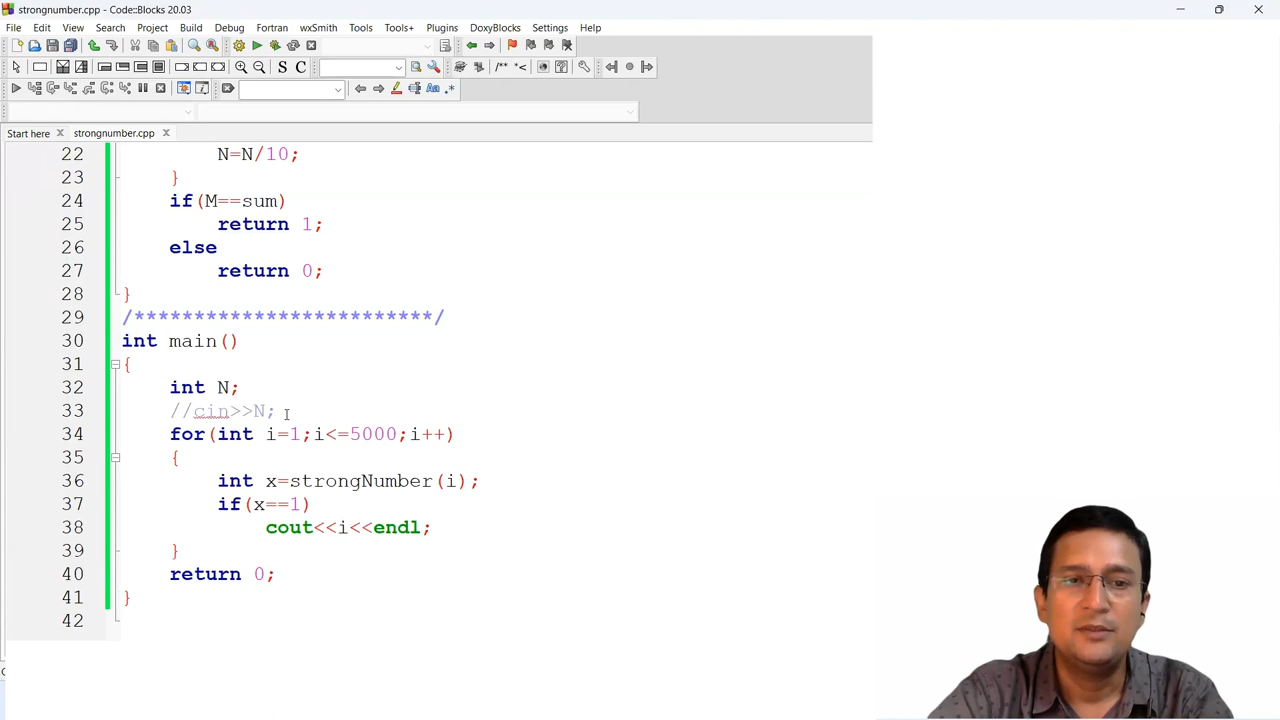 strongnumber.cpp - Code::Blocks 20.03
File Edit View Search Project Build Debug Fortran wxSmith Tools Tools+ Plugins DoxyBlocks Settings Help
S C /** *<
Aa .*
Start here strongnumber.cpp
22 N=N/10;
23 }
24 if(M==sum)
25 return 1;
26 else
27 return 0;
28 }
29 /*************************/
30 int main()
31 {
32 int N;
33 //cin>>N;
34 for(int i=1;i<=5000;i++)
35 {
36 int x=strongNumber(i);
37 if(x==1)
38 cout<<i<<endl;
39 }
40 return 0;
41 }
42